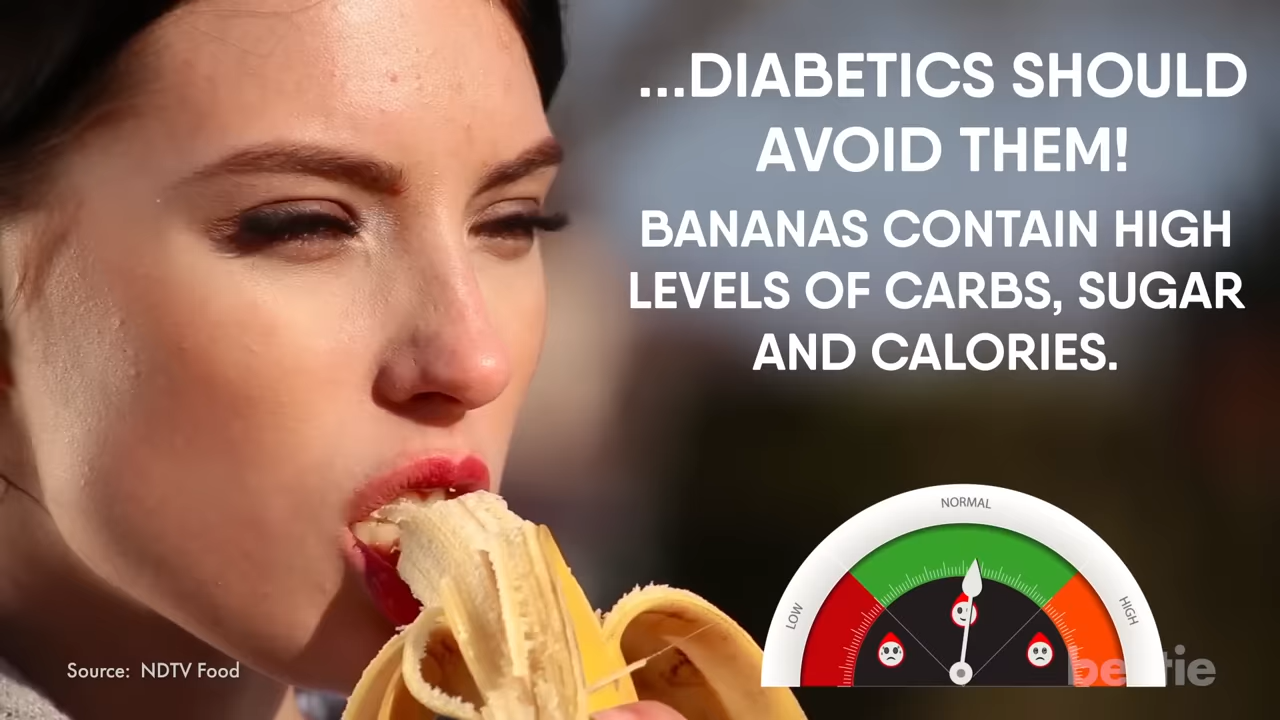 ...DIABETICS SHOULD
AVOID THEM!
BANANAS CONTAIN HIGH
LEVELS OF CARBS, SUGAR
AND CALORIES.
NORMAL
LOW
HIGH
Source: NDTV Food